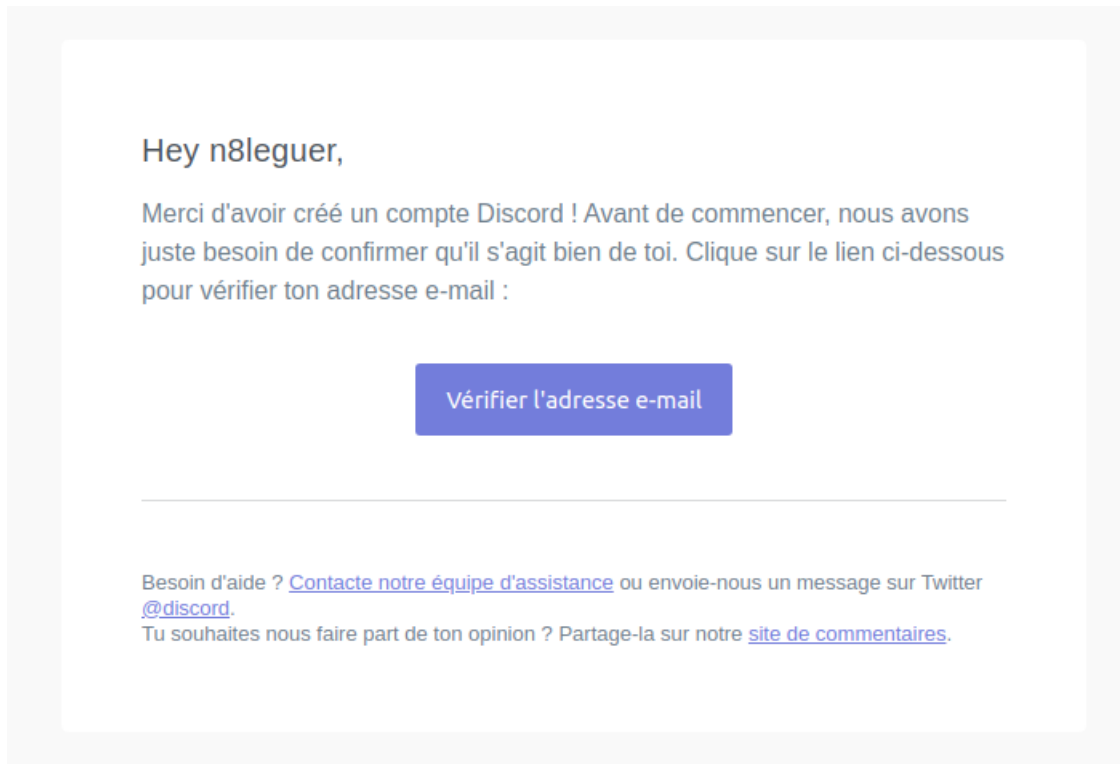 Hey n8leguer,
Merci d'avoir créé un compte Discord ! Avant de commencer, nous avons
juste besoin de confirmer qu'il s'agit bien de toi. Clique sur le lien ci-dessous
pour vérifier ton adresse e-mail :
Vérifier l'adresse e-mail
Besoin d'aide ? Contacte notre équipe d'assistance ou envoie-nous un message sur Twitter
@discord.
Tu souhaites nous faire part de ton opinion ? Partage-la sur notre site de commentaires.